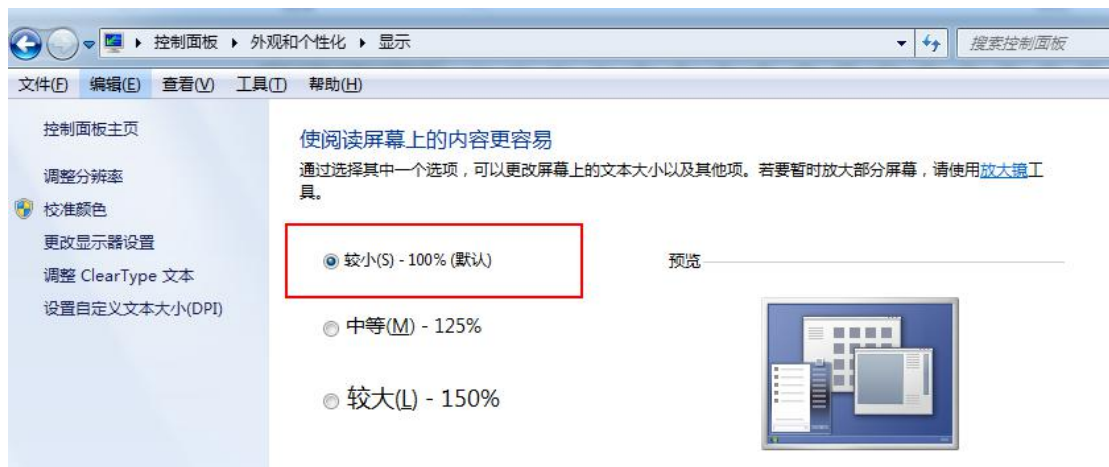 控制面板 ▸ 外观和个性化 ▸ 显示
搜索控制面板
文件(F) 编辑(E) 查看(V) 工具(T) 帮助(H)
控制面板主页
调整分辨率
校准颜色
更改显示器设置
调整 ClearType 文本
设置自定义文本大小(DPI)
使阅读屏幕上的内容更容易
通过选择其中一个选项，可以更改屏幕上的文本大小以及其他项。若要暂时放大部分屏幕，请使用放大镜工
具。
较小(S) - 100% (默认)
预览
中等(M) - 125%
较大(L) - 150%